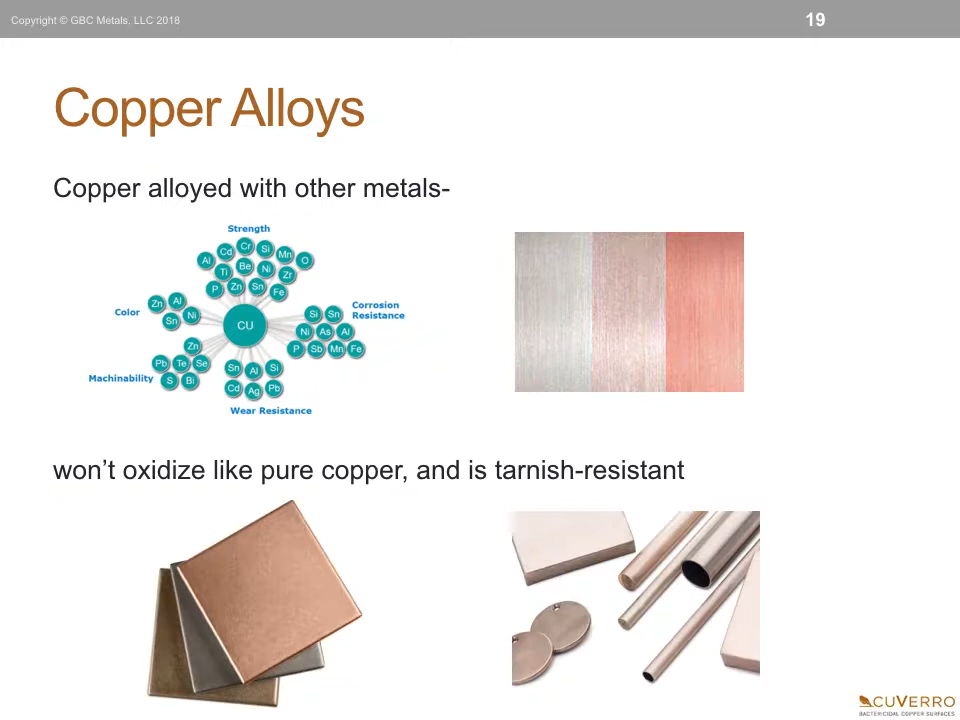 Copyright © GBC Metals, LLC 2018
19
Copper Alloys
Copper alloyed with other metals-
Strength
Cr
Cd
Si
Al
Mn
O
Ti
Be
Ni
Zr
P
Zn
Sn
Fe
Color
Zn
Al
Sn
Ni
CU
Corrosion
Resistance
Si
Sn
Ni
As
Al
P
Sb
Mn
Fe
Zn
Pb
Te
Se
S
Bi
Machinability
Sn
Al
Si
Cd
Ag
Pb
Wear Resistance
won’t oxidize like pure copper, and is tarnish-resistant
CUVERRO
BACTERICIDAL COPPER SURFACES